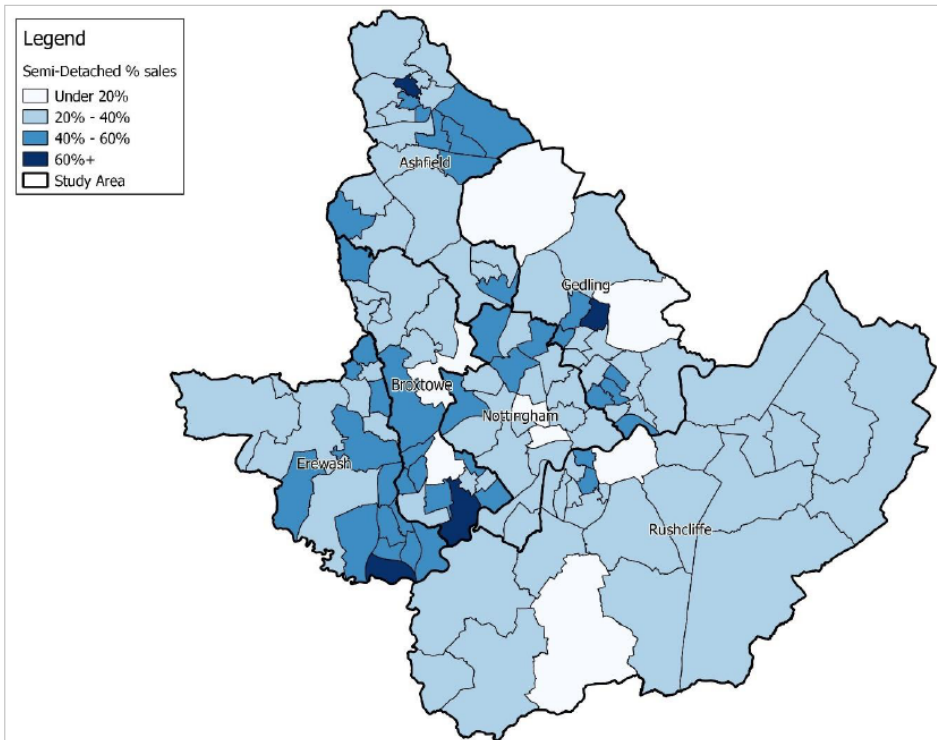 Legend
Semi-Detached % sales
Under 20%
20% - 40%
40% - 60%
60%+
Study Area
Ashfield
Gedling
Broxtowe
Nottingham
Erewash
Rushcliffe